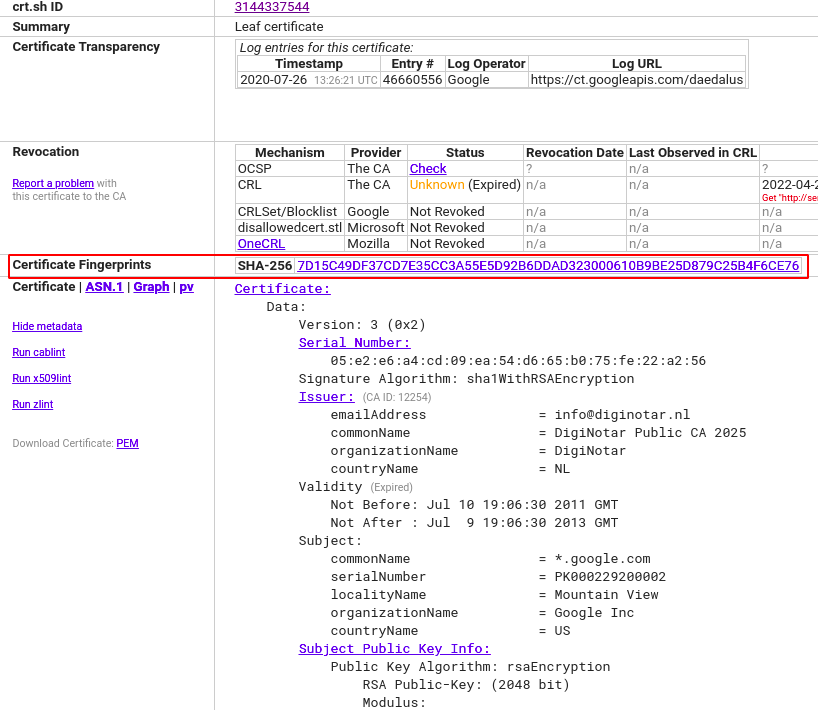 crt.sh ID 3144337544
Summary Leaf certificate
Certificate Transparency Log entries for this certificate:
Timestamp Entry # Log Operator Log URL
2020-07-26 13:26:21 UTC 46660556 Google https://ct.googleapis.com/daedalus
Revocation Mechanism Provider Status Revocation Date Last Observed in CRL
OCSP The CA Check ? n/a ?
Report a problem with CRL The CA Unknown (Expired) n/a n/a 2022-04-2
this certificate to the CA Get "http://se
CRLSet/Blocklist Google Not Revoked n/a n/a n/a
disallowedcert.stl Microsoft Not Revoked n/a n/a n/a
OneCRL Mozilla Not Revoked n/a n/a n/a
Certificate Fingerprints SHA-256 7D15C49DF37CD7E35CC3A55E5D92B6DDAD323000610B9BE25D879C25B4F6CE76
Certificate | ASN.1 | Graph | pv Certificate:
Data:
Hide metadata Version: 3 (0x2)
Serial Number:
Run cablint 05:e2:e6:a4:cd:09:ea:54:d6:65:b0:75:fe:22:a2:56
Run x509lint Signature Algorithm: sha1WithRSAEncryption
Run zlint Issuer: (CA ID: 12254)
emailAddress = info@diginotar.nl
commonName = DigiNotar Public CA 2025
Download Certificate: PEM organizationName = DigiNotar
countryName = NL
Validity (Expired)
Not Before: Jul 10 19:06:30 2011 GMT
Not After : Jul 9 19:06:30 2013 GMT
Subject:
commonName = *.google.com
serialNumber = PK000229200002
localityName = Mountain View
organizationName = Google Inc
countryName = US
Subject Public Key Info:
Public Key Algorithm: rsaEncryption
RSA Public-Key: (2048 bit)
Modulus: